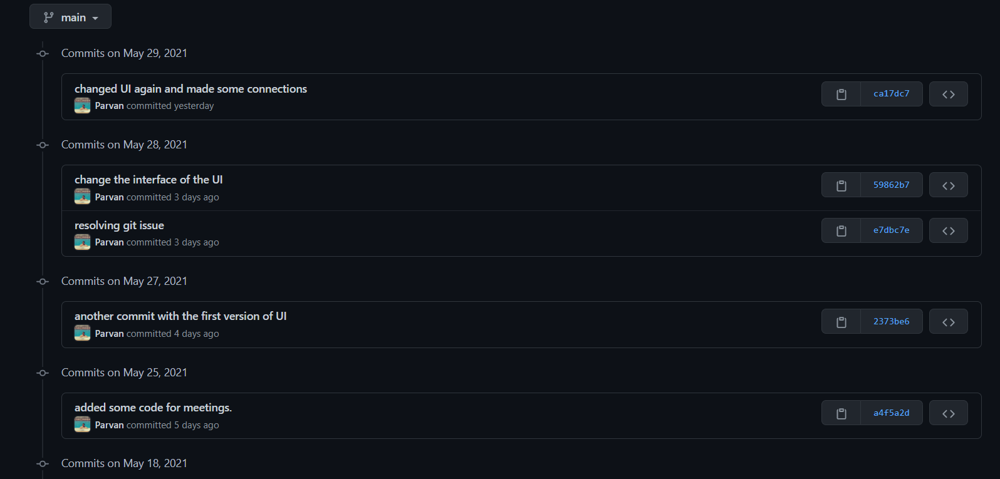 main
Commits on May 29, 2021
changed UI again and made some connections
Parvan committed yesterday
ca17dc7
Commits on May 28, 2021
change the interface of the UI
Parvan committed 3 days ago
59862b7
resolving git issue
Parvan committed 3 days ago
e7dbc7e
Commits on May 27, 2021
another commit with the first version of UI
Parvan committed 4 days ago
2373be6
Commits on May 25, 2021
added some code for meetings.
Parvan committed 5 days ago
a4f5a2d
Commits on May 18, 2021